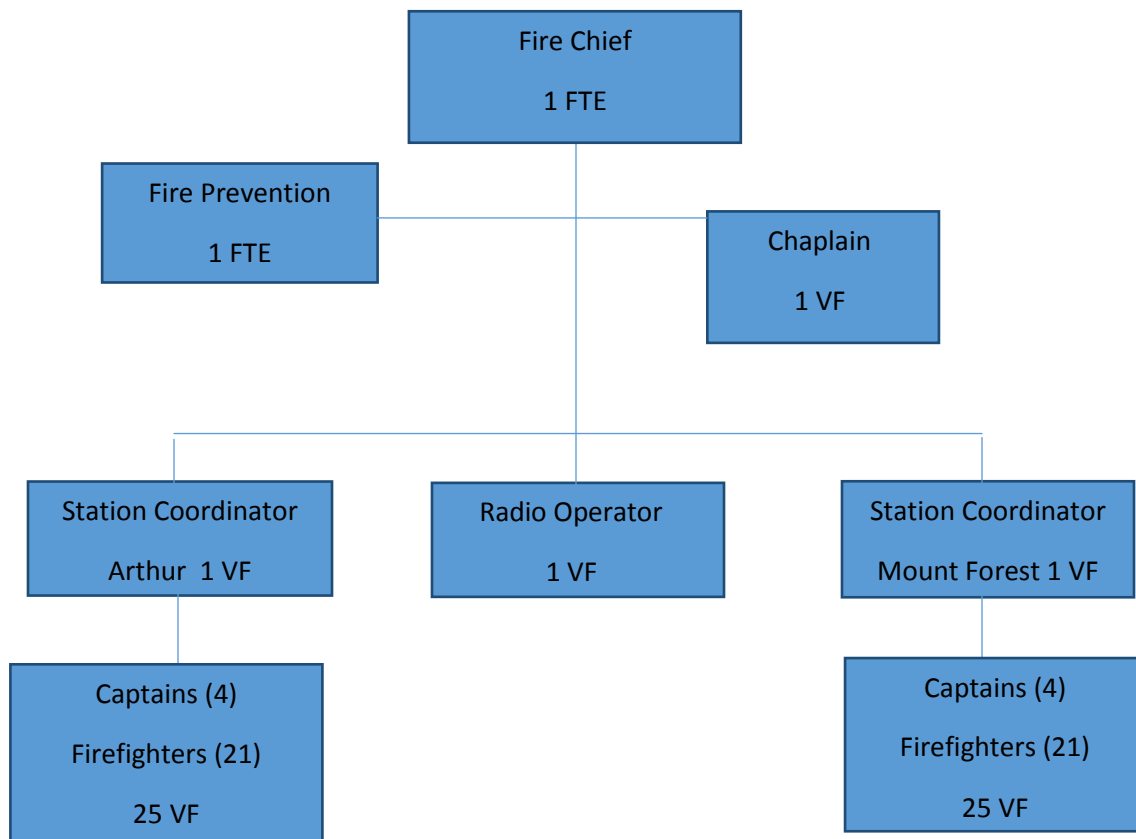 Fire Chief
1 FTE
Fire Prevention
1 FTE
Chaplain
1 VF
Station Coordinator
Arthur  1 VF
Radio Operator
1 VF
Station Coordinator
Mount Forest 1 VF
Captains (4)
Firefighters (21)
25 VF
Captains (4)
Firefighters (21)
25 VF